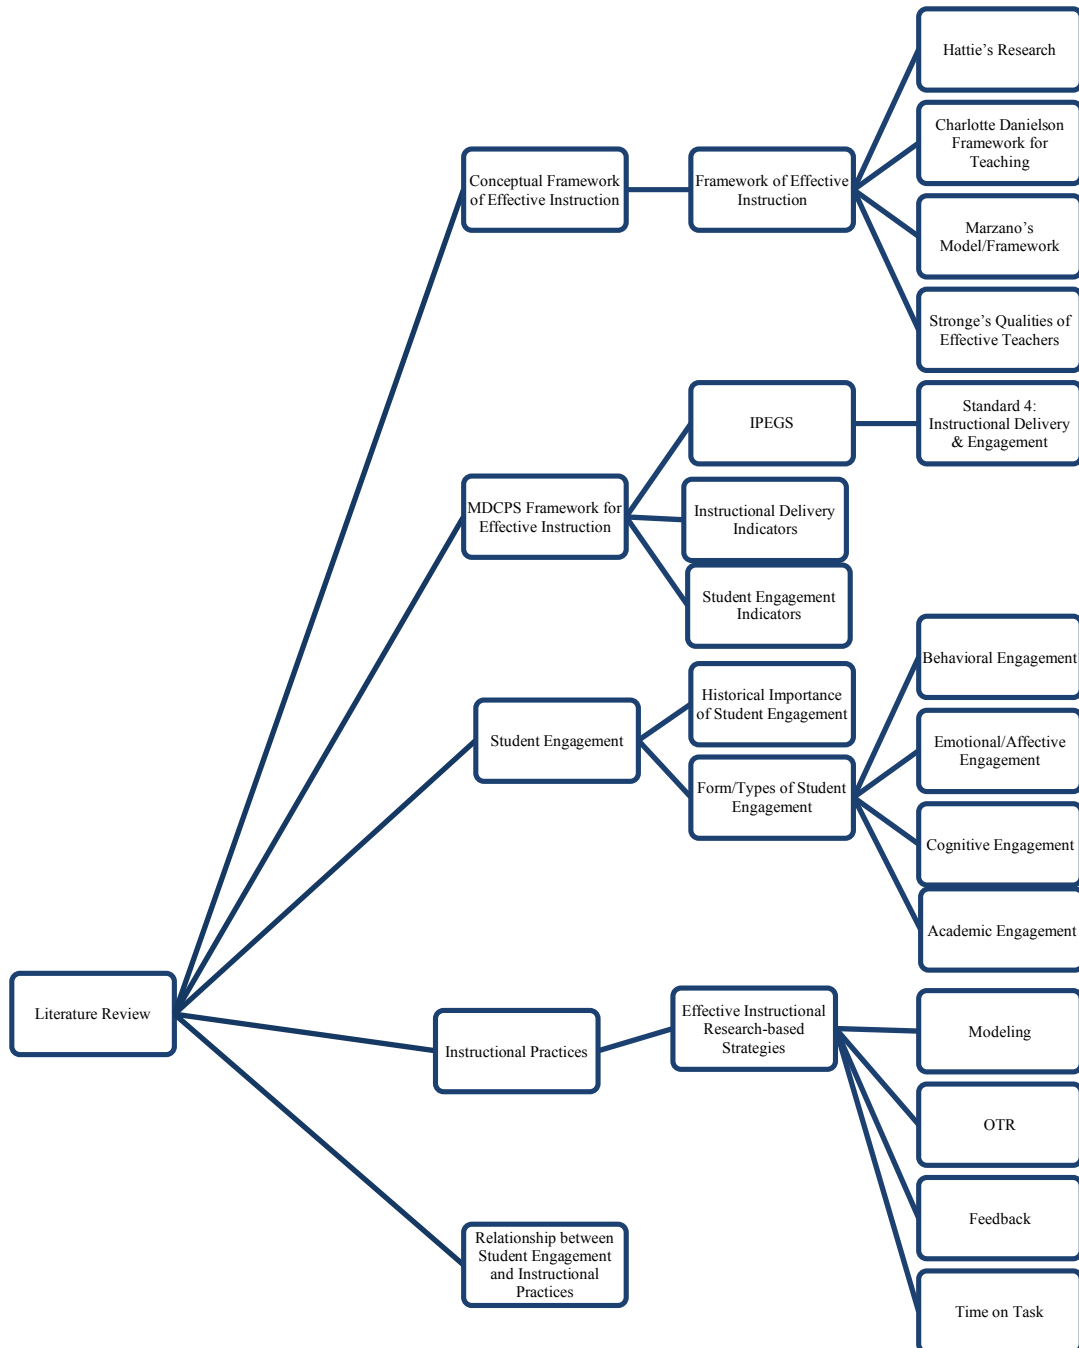 Literature Review
Conceptual Framework
of Effective Instruction
Framework of Effective
Instruction
Hattie’s Research
Charlotte Danielson
Framework for
Teaching
Marzano’s
Model/Framework
Stronge’s Qualities of
Effective Teachers
MDCPS Framework for
Effective Instruction
IPEGS
Standard 4:
Instructional Delivery
& Engagement
Instructional Delivery
Indicators
Student Engagement
Indicators
Student Engagement
Historical Importance
of Student Engagement
Form/Types of Student
Engagement
Behavioral Engagement
Emotional/Affective
Engagement
Cognitive Engagement
Academic Engagement
Instructional Practices
Effective Instructional
Research-based
Strategies
Modeling
OTR
Feedback
Time on Task
Relationship between
Student Engagement
and Instructional
Practices